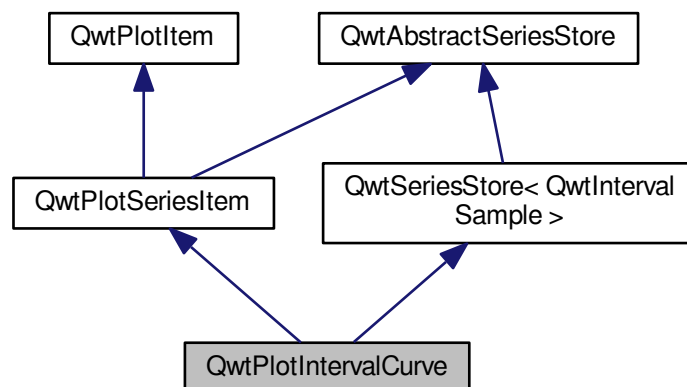 QwtPlotItem
QwtAbstractSeriesStore
QwtPlotSeriesItem
QwtSeriesStore< QwtInterval
Sample >
QwtPlotIntervalCurve